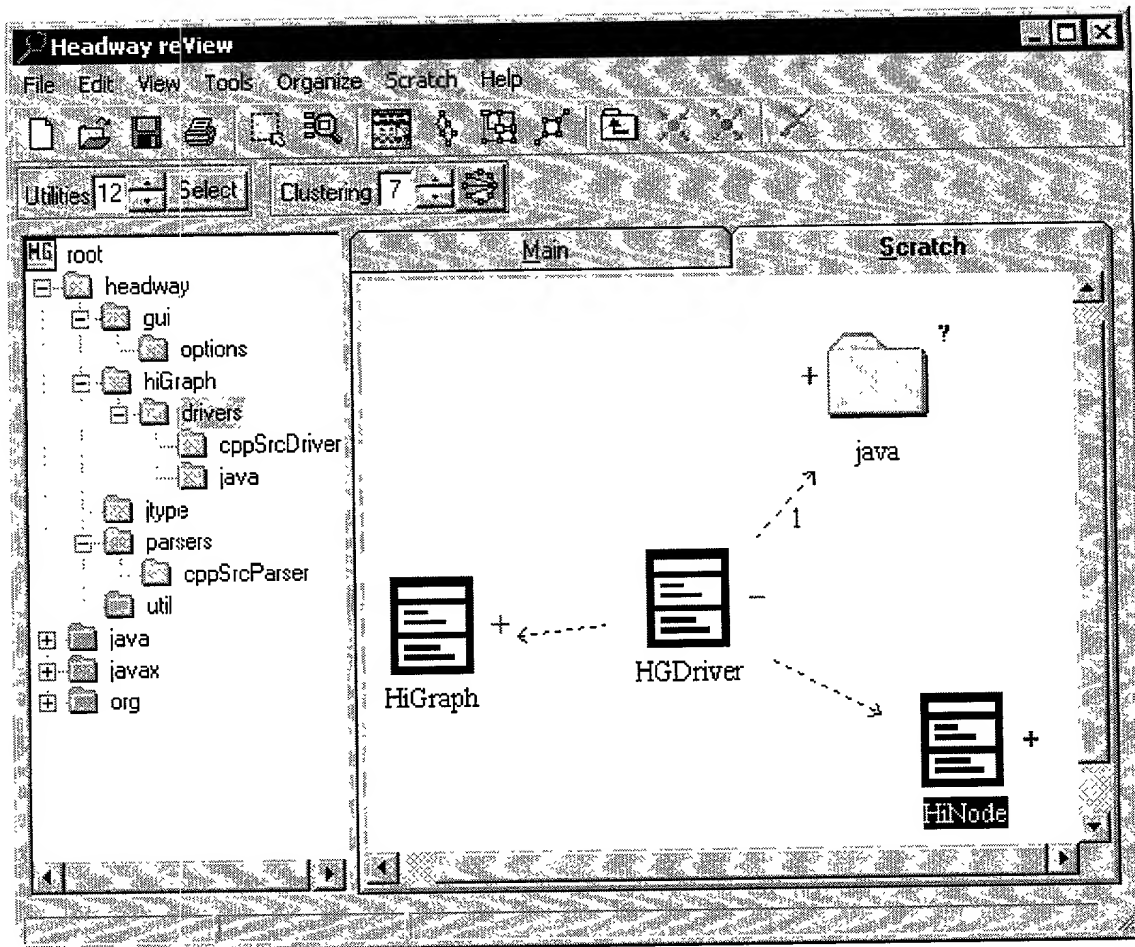 Headway reView
File Edit View Tools Organize Scratch Help
Utilities 12 Select Clustering 7
HG root
headway
gui
options
hiGraph
drivers
cppSrcDriver
java
jtype
parsers
cppSrcParser
util
java
javax
org
Main Scratch
+ ?
java
1
+ -
HGDriver
HiGraph
+
HiNode